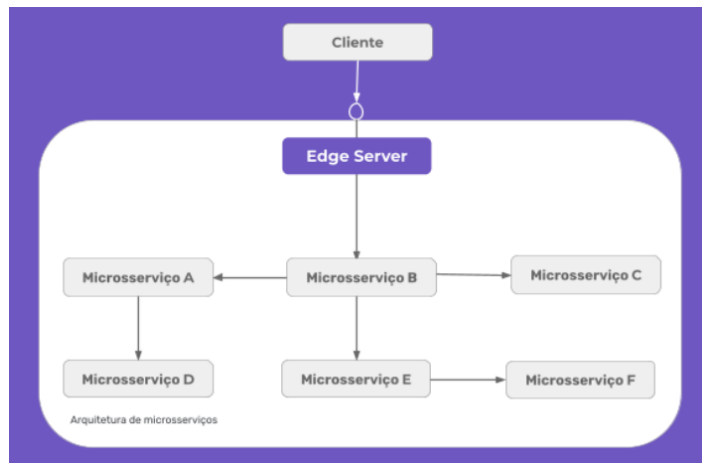 Cliente
Edge Server
Microsserviço A
Microsserviço B
Microsserviço C
Microsserviço D
Microsserviço E
Microsserviço F
Arquitetura de microsserviços